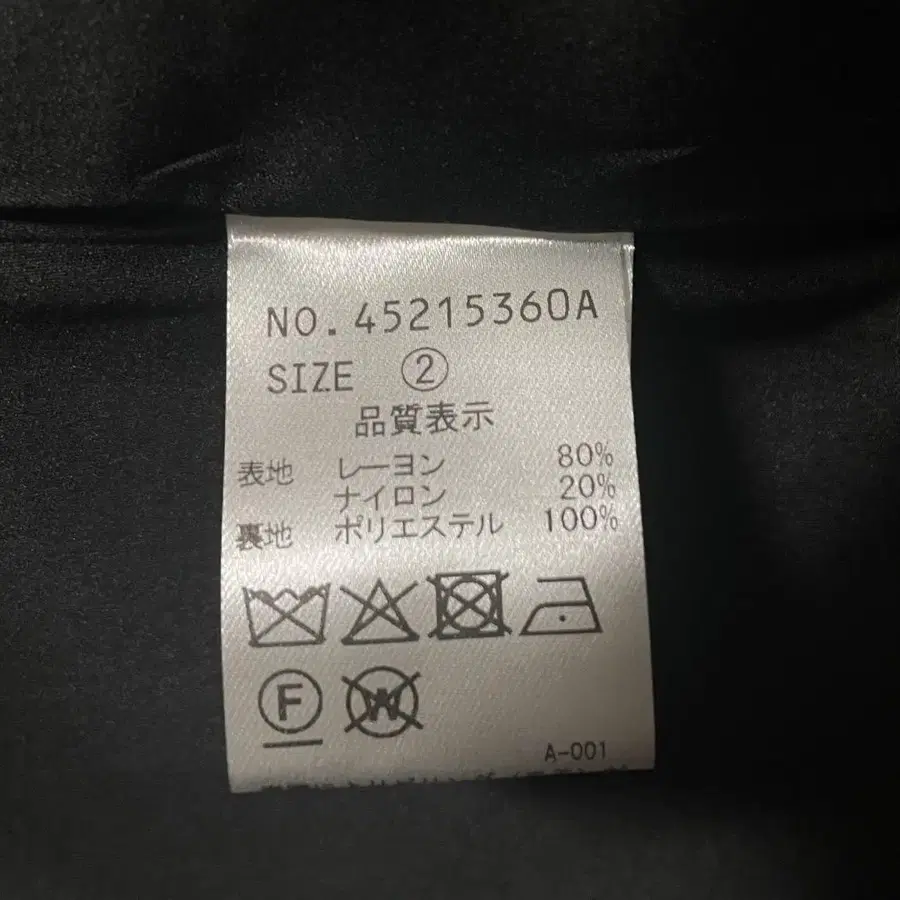 NO.45215360A
SIZE ②
品質表示
表地 レーヨン 80%
ナイロン 20%
裏地 ポリエステル 100%
F W
A-001